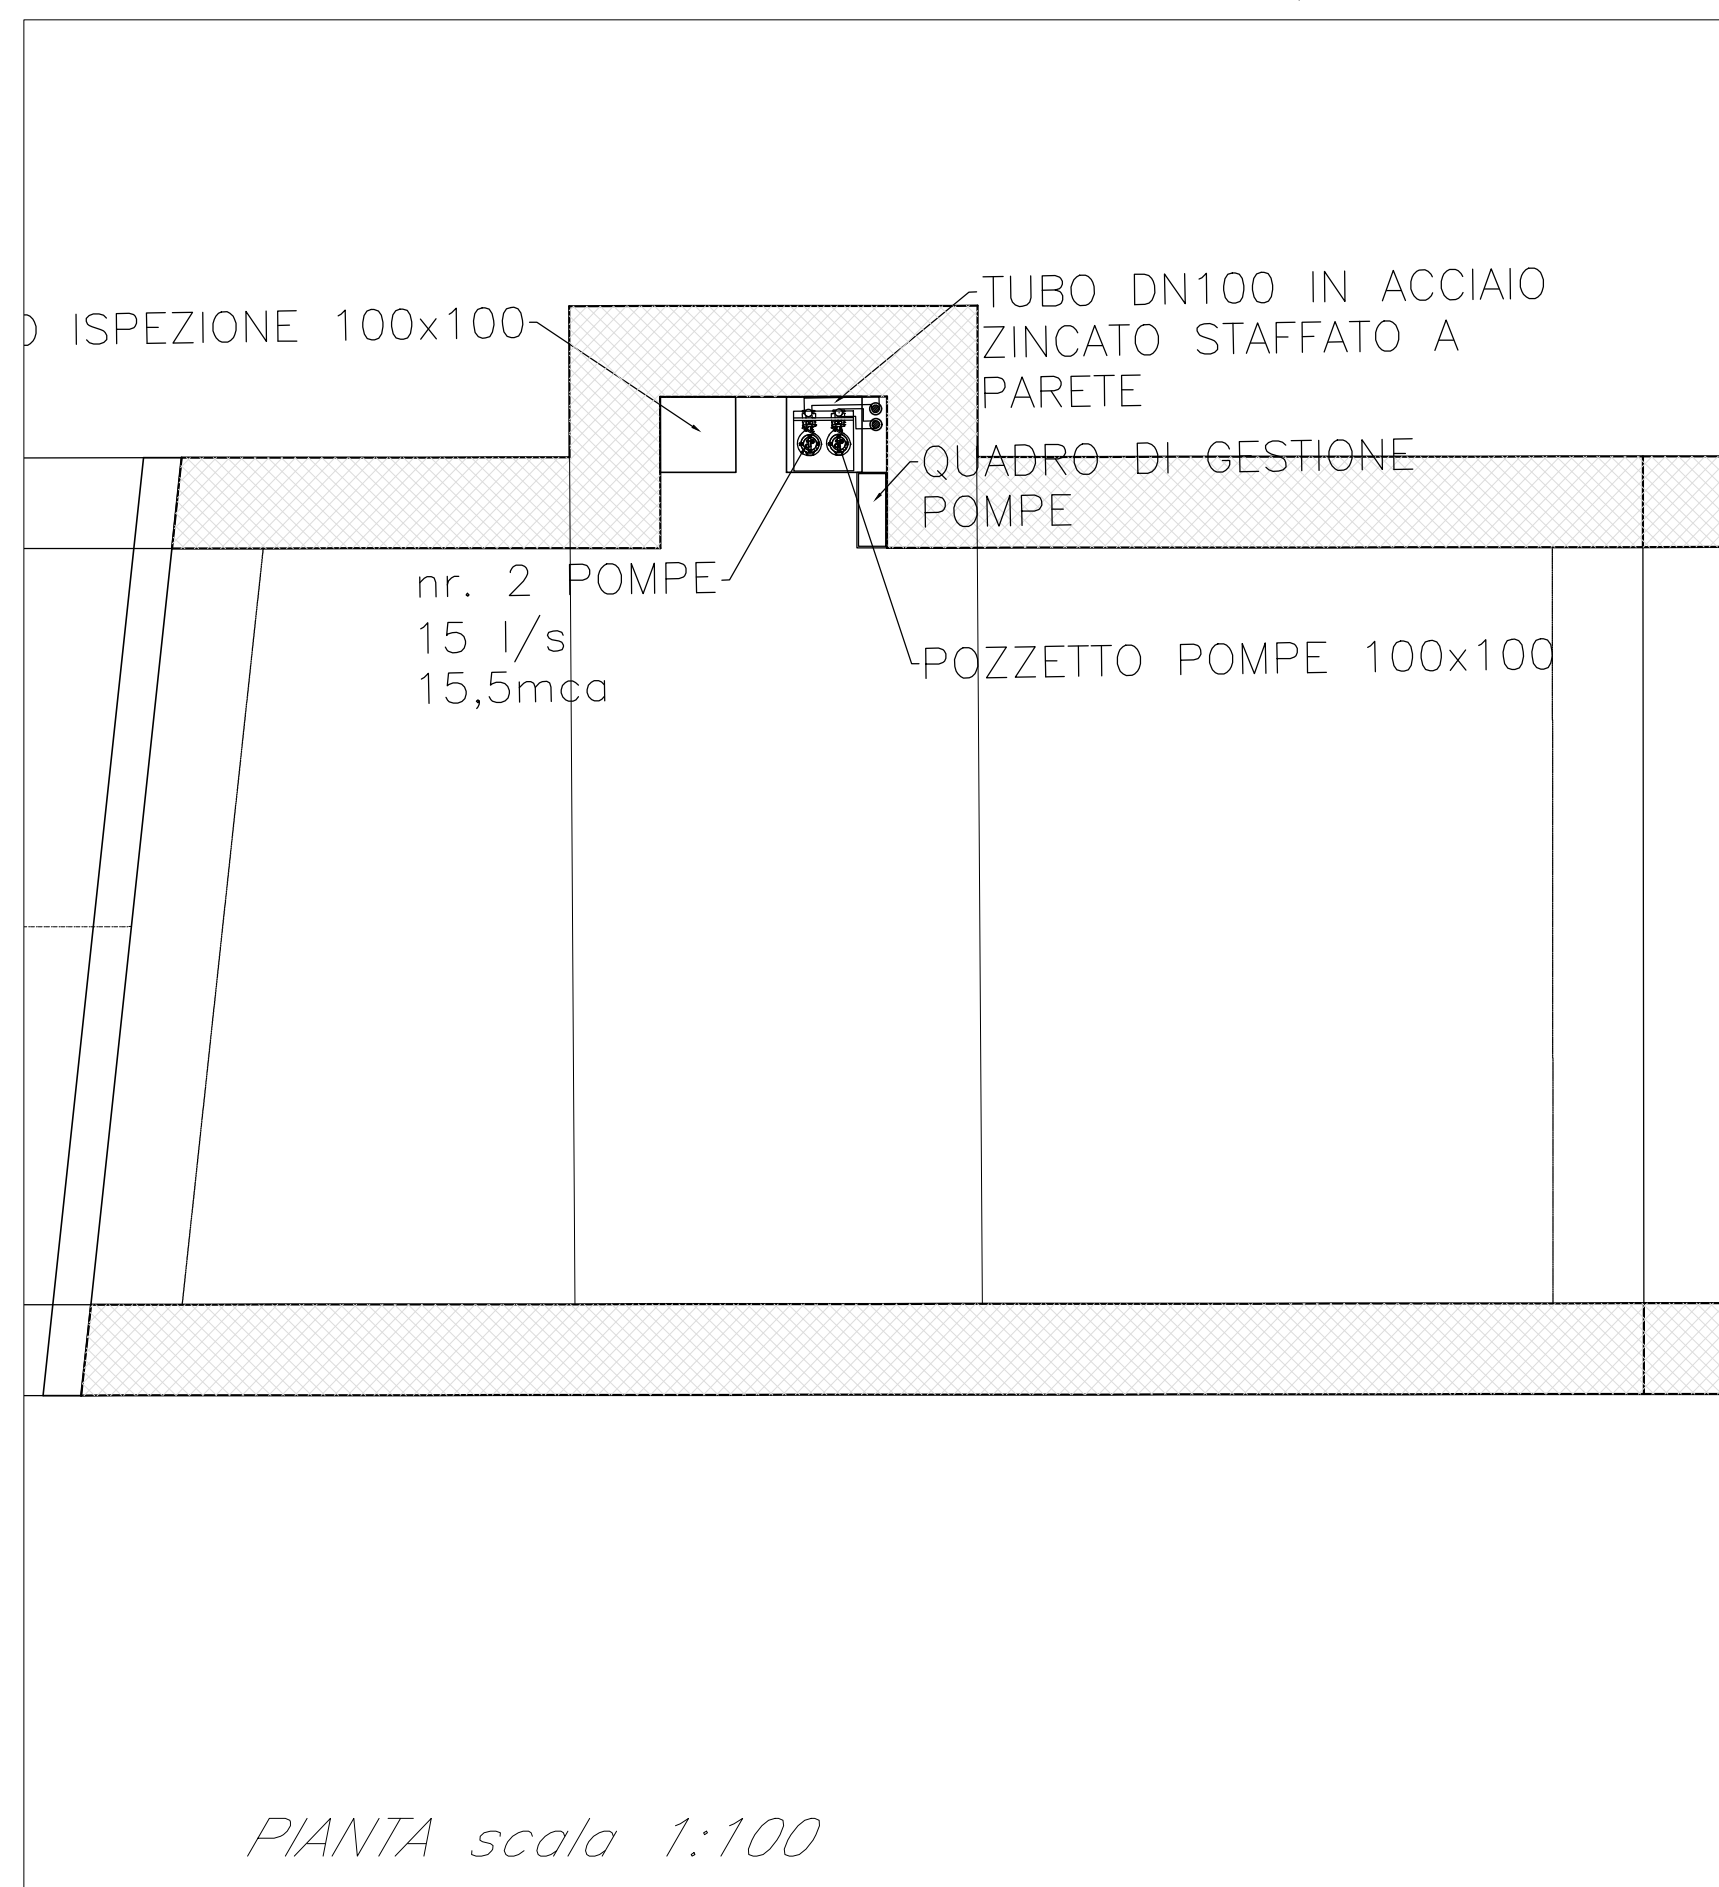 TUBO DN100 IN ACCIAIO
ZINCATO STAFFATO A
PARETE
O ISPEZIONE 100x100
QUADRO DI GESTIONE
POMPE
nr. 2 POMPE
15 l/s
15,5mca
POZZETTO POMPE 100x100
PIANTA scala 1:100